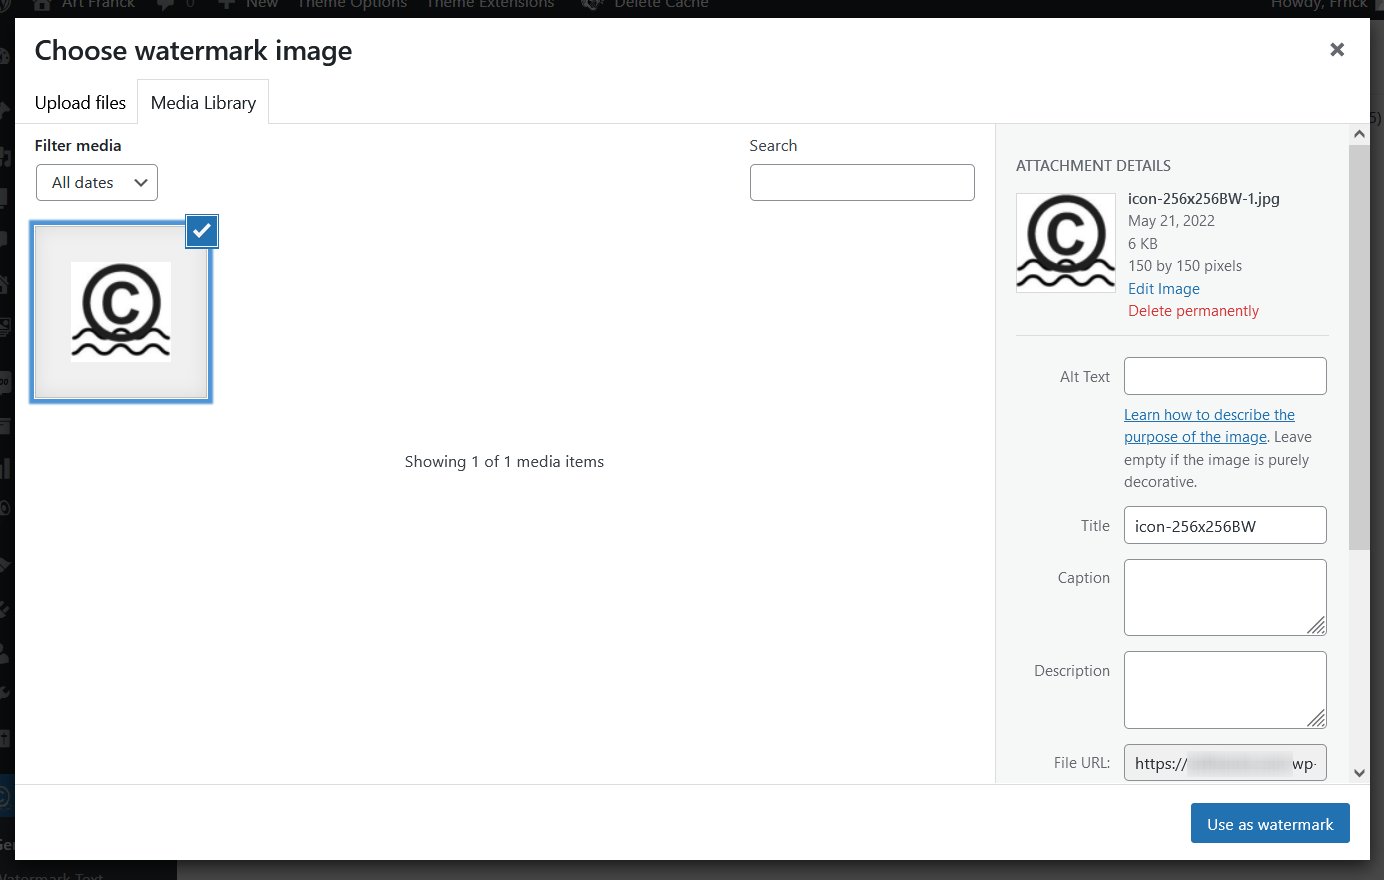 Art Franck 0 New Theme Options Theme Extensions Delete Cache Howdy, Frnck
Choose watermark image
Upload files Media Library
Filter media
All dates
Search
Showing 1 of 1 media items
ATTACHMENT DETAILS
icon-256x256BW-1.jpg
May 21, 2022
6 KB
150 by 150 pixels
Edit Image
Delete permanently
Alt Text
Learn how to describe the
purpose of the image. Leave
empty if the image is purely
decorative.
Title icon-256x256BW
Caption
Description
File URL: https:// wp-
Use as watermark
Watermark Text